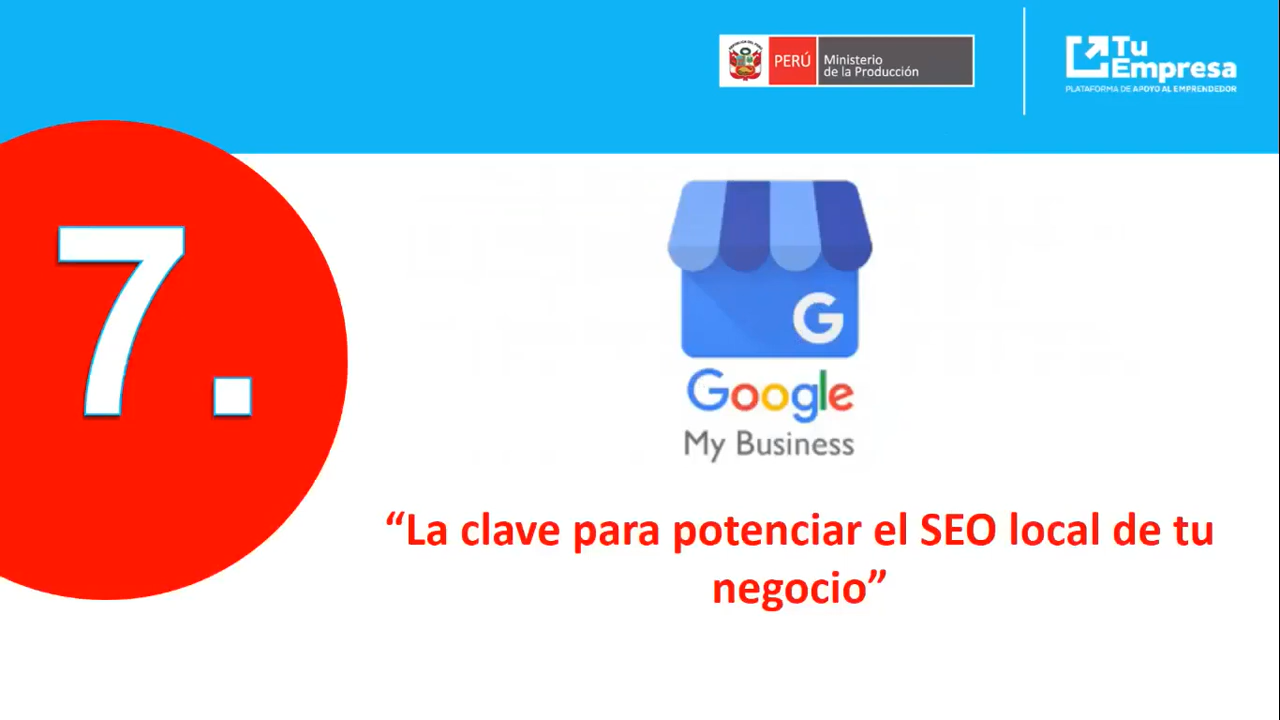 PERÚ
Ministerio
de la Producción
Tu
Empresa
PLATAFORMA DE APOYO AL EMPRENDEDOR
7.
G
Google
My Business
“La clave para potenciar el SEO local de tu
negocio”